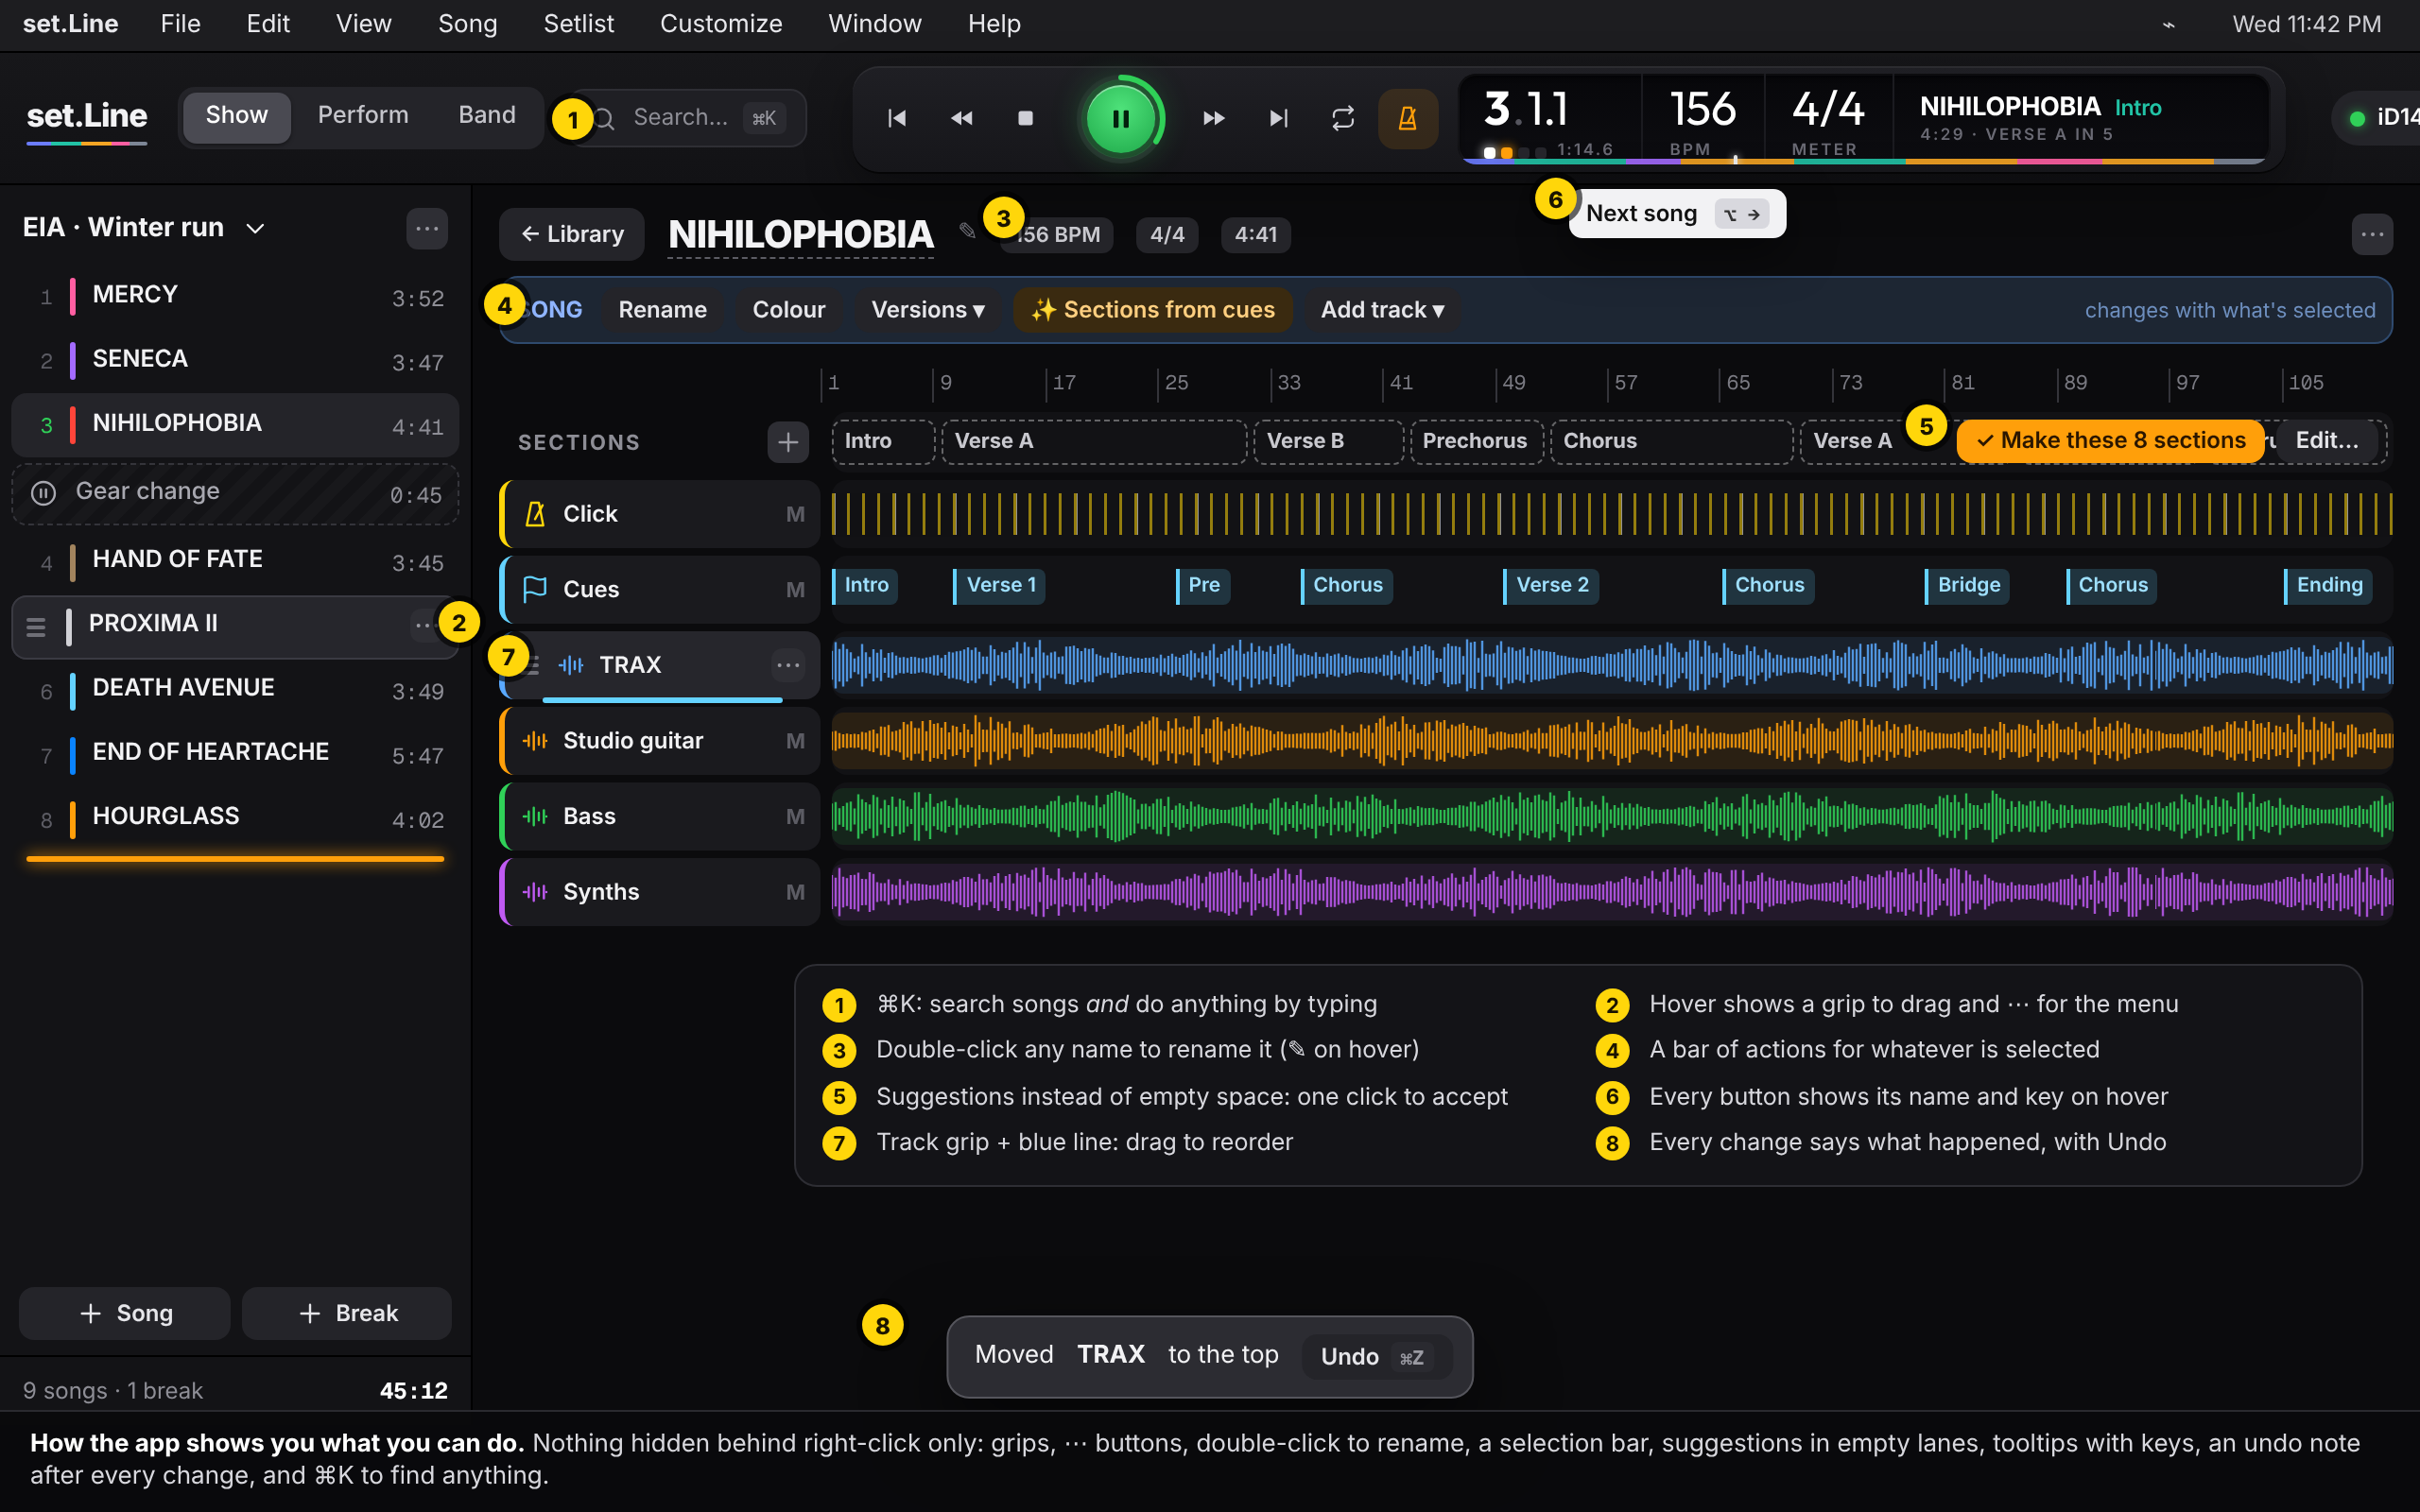 set.Line File Edit View Song Setlist Customize Window Help Wed 11:42 PM
set.Line Show Perform Band 1 Search... ⌘K
3.1.1 1:14.6
156 BPM
4/4 METER
NIHILOPHOBIA Intro
4:29 · VERSE A IN 5
iD14
6 Next song ⌥ →
EIA · Winter run ···
1 MERCY 3:52
2 SENECA 3:47
3 NIHILOPHOBIA 4:41
Gear change 0:45
4 HAND OF FATE 3:45
PROXIMA II ··· 2
6 DEATH AVENUE 3:49
7 END OF HEARTACHE 5:47
8 HOURGLASS 4:02
+ Song + Break
9 songs · 1 break 45:12
← Library NIHILOPHOBIA ✎ 3 156 BPM 4/4 4:41 ···
4 SONG Rename Colour Versions ▾ ✨ Sections from cues Add track ▾ changes with what's selected
1 9 17 25 33 41 49 57 65 73 81 89 97 105
SECTIONS + Intro Verse A Verse B Prechorus Chorus Verse A 5 ✓ Make these 8 sections Edit...
Click M
Cues M Intro Verse 1 Pre Chorus Verse 2 Chorus Bridge Chorus Ending
7 TRAX ···
Studio guitar M
Bass M
Synths M
1 ⌘K: search songs and do anything by typing
2 Hover shows a grip to drag and ··· for the menu
3 Double-click any name to rename it (✎ on hover)
4 A bar of actions for whatever is selected
5 Suggestions instead of empty space: one click to accept
6 Every button shows its name and key on hover
7 Track grip + blue line: drag to reorder
8 Every change says what happened, with Undo
8 Moved TRAX to the top Undo ⌘Z
How the app shows you what you can do. Nothing hidden behind right-click only: grips, ··· buttons, double-click to rename, a selection bar, suggestions in empty lanes, tooltips with keys, an undo note
after every change, and ⌘K to find anything.